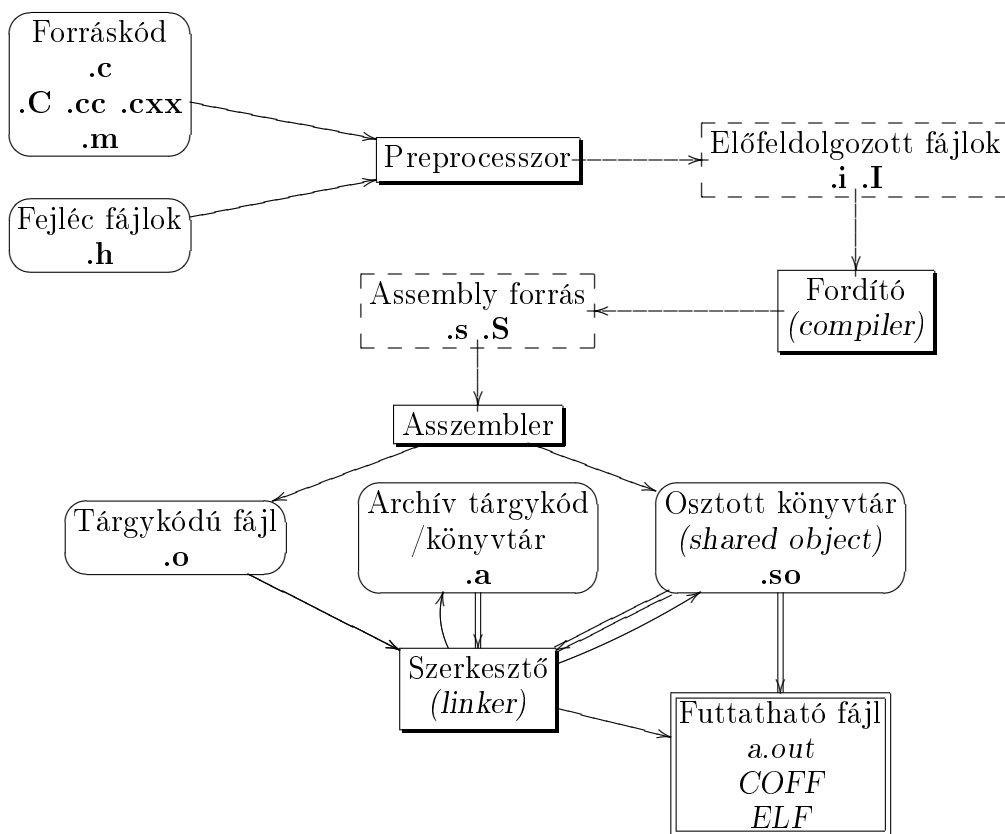 Forráskód
.c
.C .cc .cxx
.m
Preprocesszor
Előfeldolgozott fájlok
.i .I
Fejléc fájlok
.h
Assembly forrás
.s .S
Fordító
(compiler)
Asszembler
Tárgykódú fájl
.o
Archív tárgykód
/könyvtár
.a
Osztott könyvtár
(shared object)
.so
Szerkesztő
(linker)
Futtatható fájl
a.out
COFF
ELF